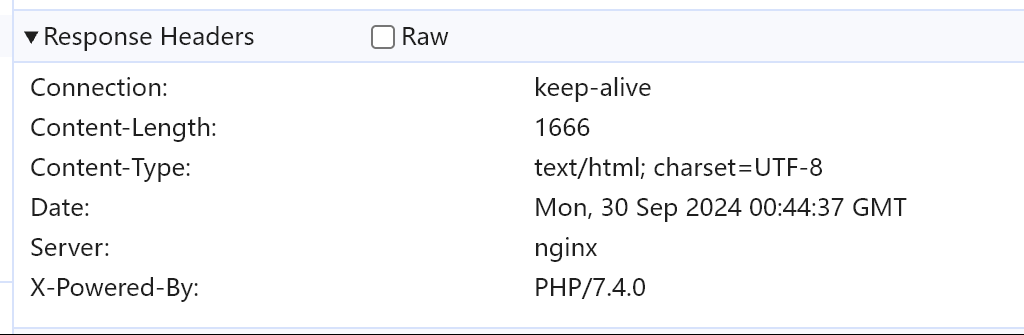 ▼ Response Headers Raw
Connection: keep-alive
Content-Length: 1666
Content-Type: text/html; charset=UTF-8
Date: Mon, 30 Sep 2024 00:44:37 GMT
Server: nginx
X-Powered-By: PHP/7.4.0